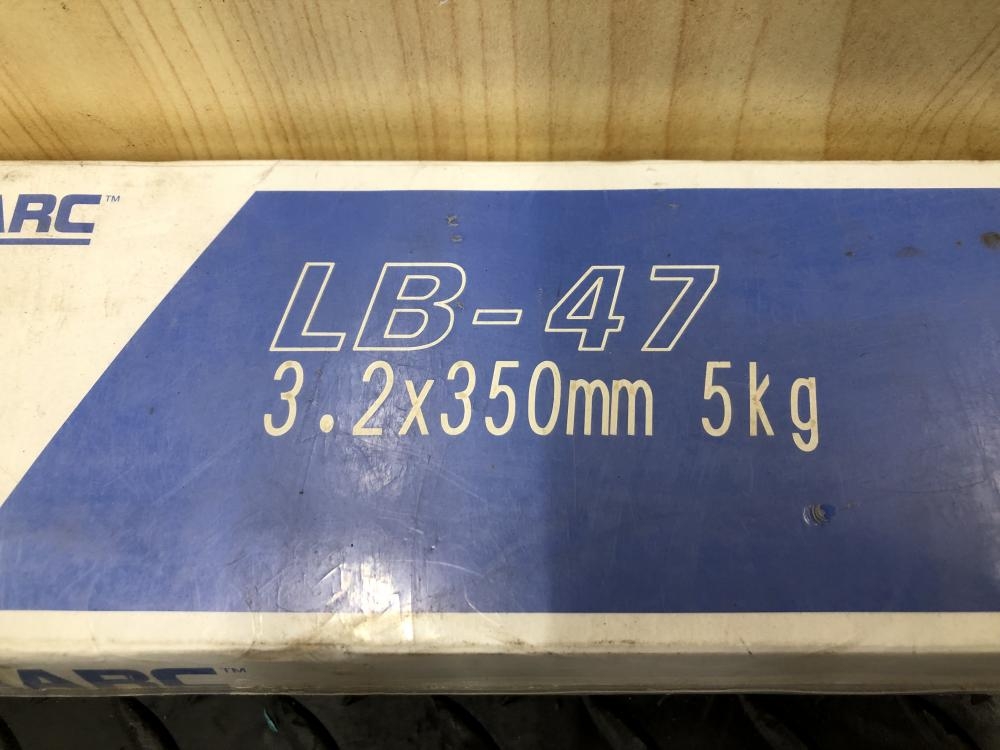 ARC™
LB-47
3.2x350mm 5kg
ARC™